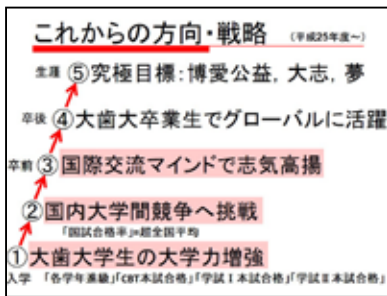 これからの方向・戦略 (平成25年度~)
生涯 ⑤究極目標:博愛公益, 大志, 夢
卒後 ④大歯大卒業生でグローバルに活躍
卒前 ③国際交流マインドで志気高揚
②国内大学間競争へ挑戦
「国試合格率」=超全国平均
①大歯大学生の大学力増強
入学 「各学年進級」「CBT本試合格」「学試Ⅰ本試合格」「学試Ⅱ本試合格」